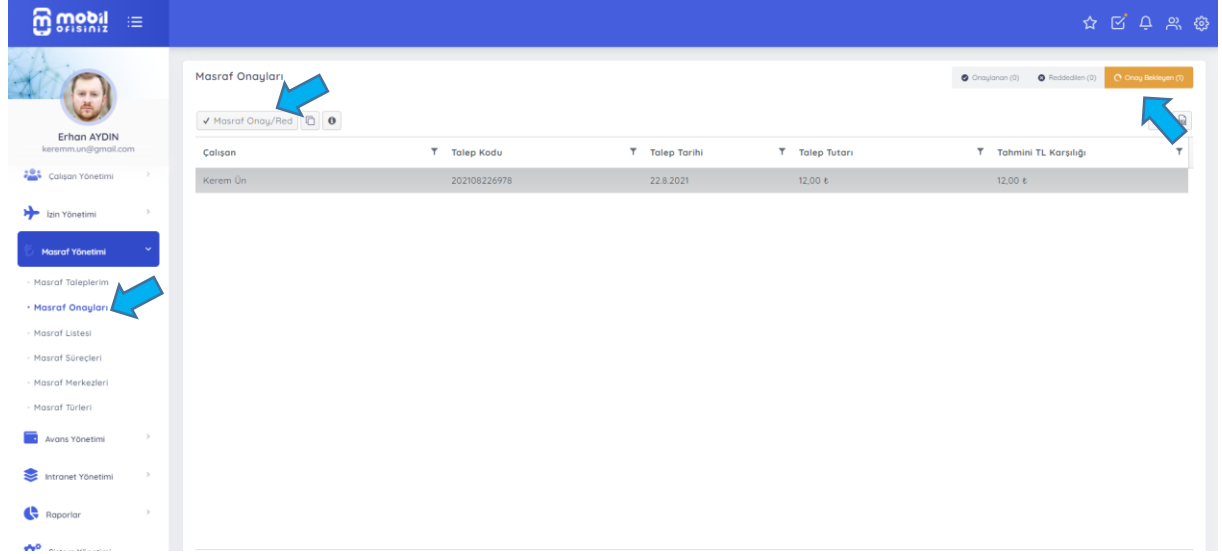 mobil
ofisiniz
Erhan AYDIN
keremm.un@gmail.com
Çalışan Yönetimi
İzin Yönetimi
Masraf Yönetimi
Masraf Taleplerim
Masraf Onayları
Masraf Listesi
Masraf Süreçleri
Masraf Merkezleri
Masraf Türleri
Avans Yönetimi
Intranet Yönetimi
Raporlar
Sistem Yönetimi
Masraf Onayları
Onaylanan (0) Reddedilen (0) Onay Bekleyen (1)
Masraf Onay/Red
Çalışan Talep Kodu Talep Tarihi Talep Tutarı Tahmini TL Karşılığı
Kerem Ün 202108226978 22.8.2021 12,00 ₺ 12,00 ₺